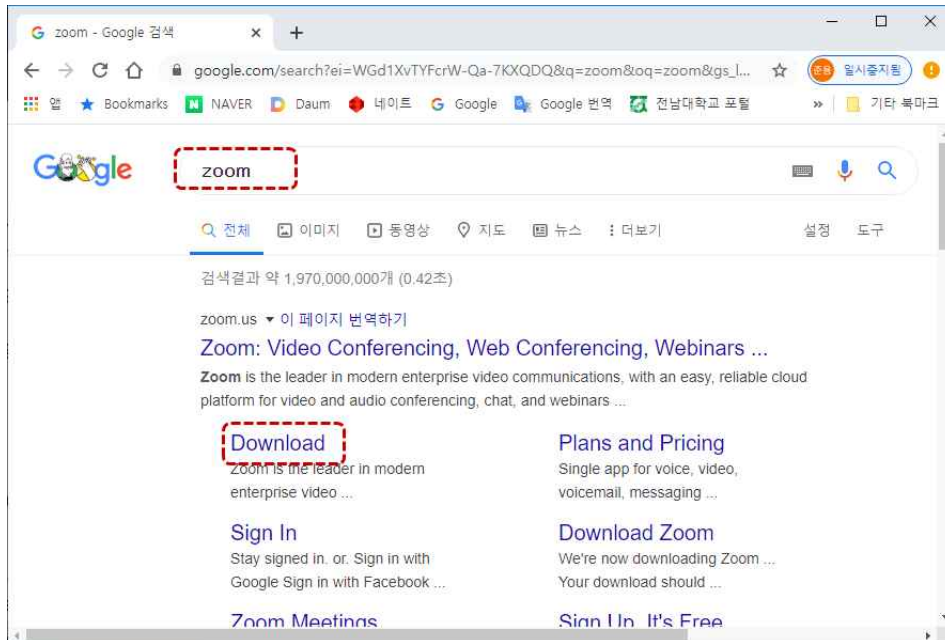 zoom - Google 검색
google.com/search?ei=WGd1XvTYFcrW-Qa-7KXQDQ&q=zoom&oq=zoom&gs_l...
준용 일시중지됨
앱 Bookmarks NAVER Daum 네이트 Google Google 번역 전남대학교 포털 » 기타 북마크
Google zoom
전체 이미지 동영상 지도 뉴스 더보기 설정 도구
검색결과 약 1,970,000,000개 (0.42초)
zoom.us 이 페이지 번역하기
Zoom: Video Conferencing, Web Conferencing, Webinars ...
Zoom is the leader in modern enterprise video communications, with an easy, reliable cloud
platform for video and audio conferencing, chat, and webinars ...
Download
Zoom is the leader in modern
enterprise video ...
Plans and Pricing
Single app for voice, video,
voicemail, messaging ...
Sign In
Stay signed in. or. Sign in with
Google Sign in with Facebook ...
Download Zoom
We're now downloading Zoom ...
Your download should ...
Zoom Meetings
Sign Up. It's Free